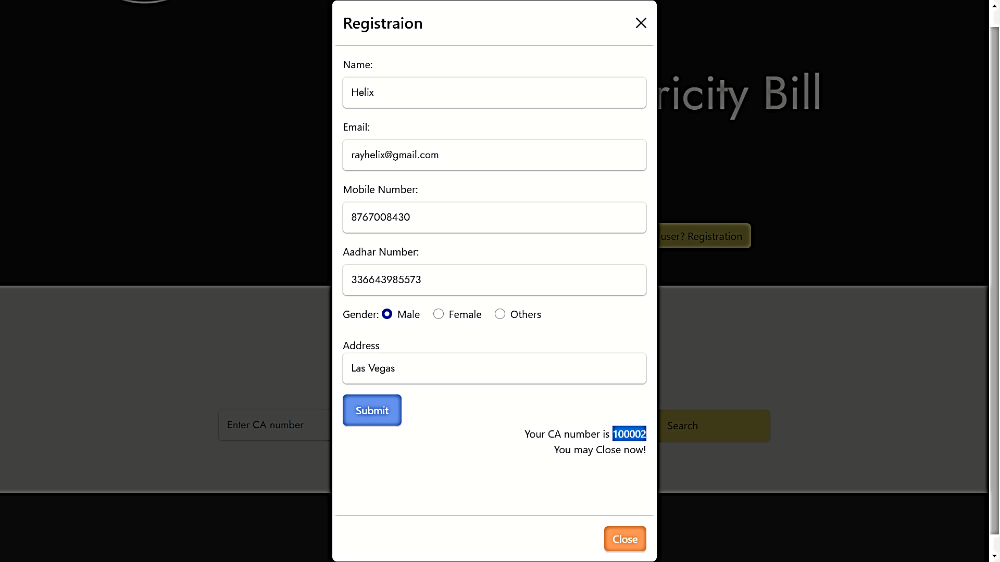 Registraion
Name:
Helix
ricity Bill
Email:
rayhelix@gmail.com
Mobile Number:
8767008430
user? Registration
Aadhar Number:
336643985573
Gender: Male Female Others
Address
Las Vegas
Submit
Enter CA number
Search
Your CA number is 100002
You may Close now!
Close